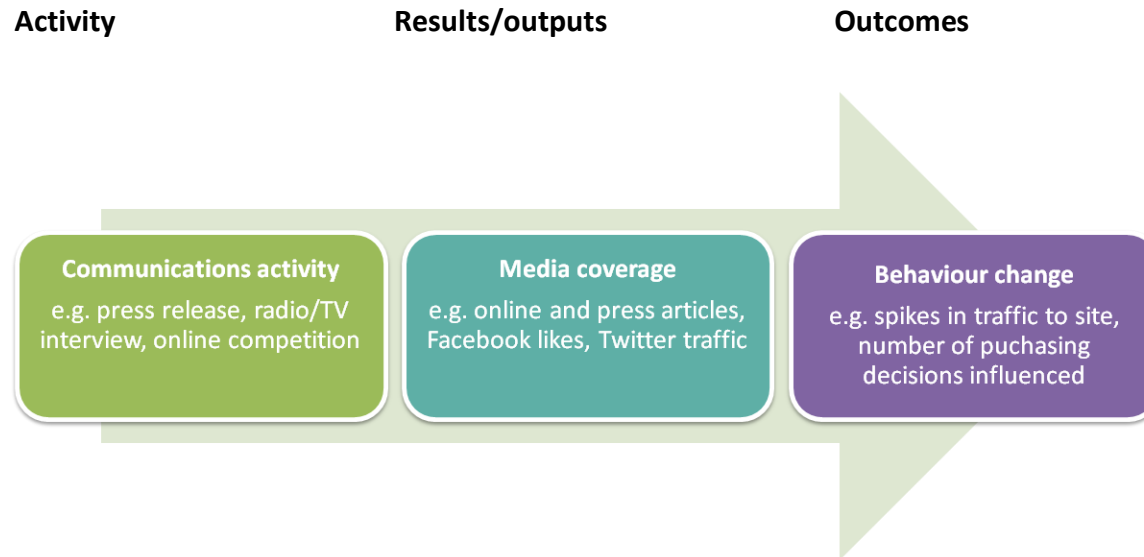 Activity
Results/outputs
Outcomes
Communications activity
e.g. press release, radio/TV
interview, online competition
Media coverage
e.g. online and press articles,
Facebook likes, Twitter traffic
Behaviour change
e.g. spikes in traffic to site,
number of puchasing
decisions influenced